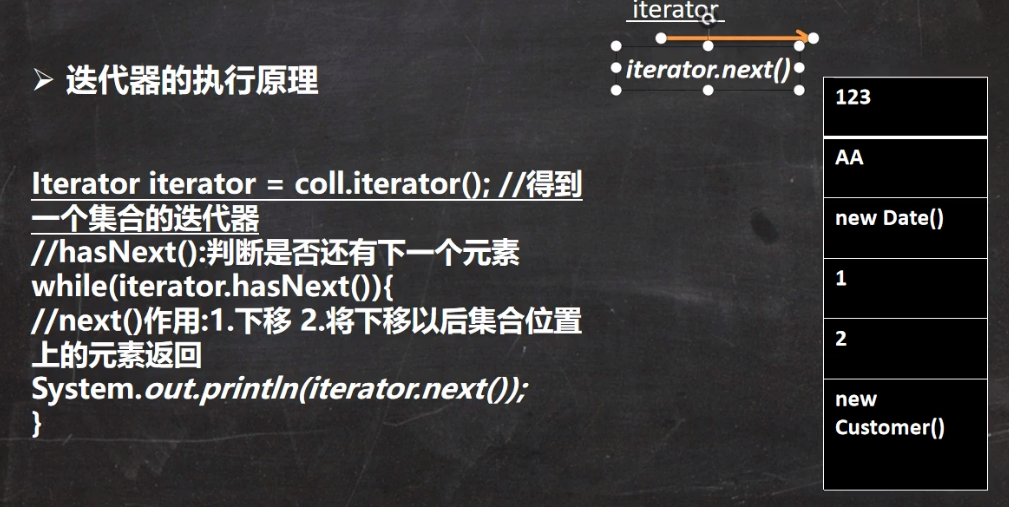 iterator
iterator.next()
➢ 迭代器的执行原理
Iterator iterator = coll.iterator(); //得到
一个集合的迭代器
//hasNext():判断是否还有下一个元素
while(iterator.hasNext()){
//next()作用:1.下移 2.将下移以后集合位置
上的元素返回
System.out.println(iterator.next());
}
123
AA
new Date()
1
2
new
Customer()